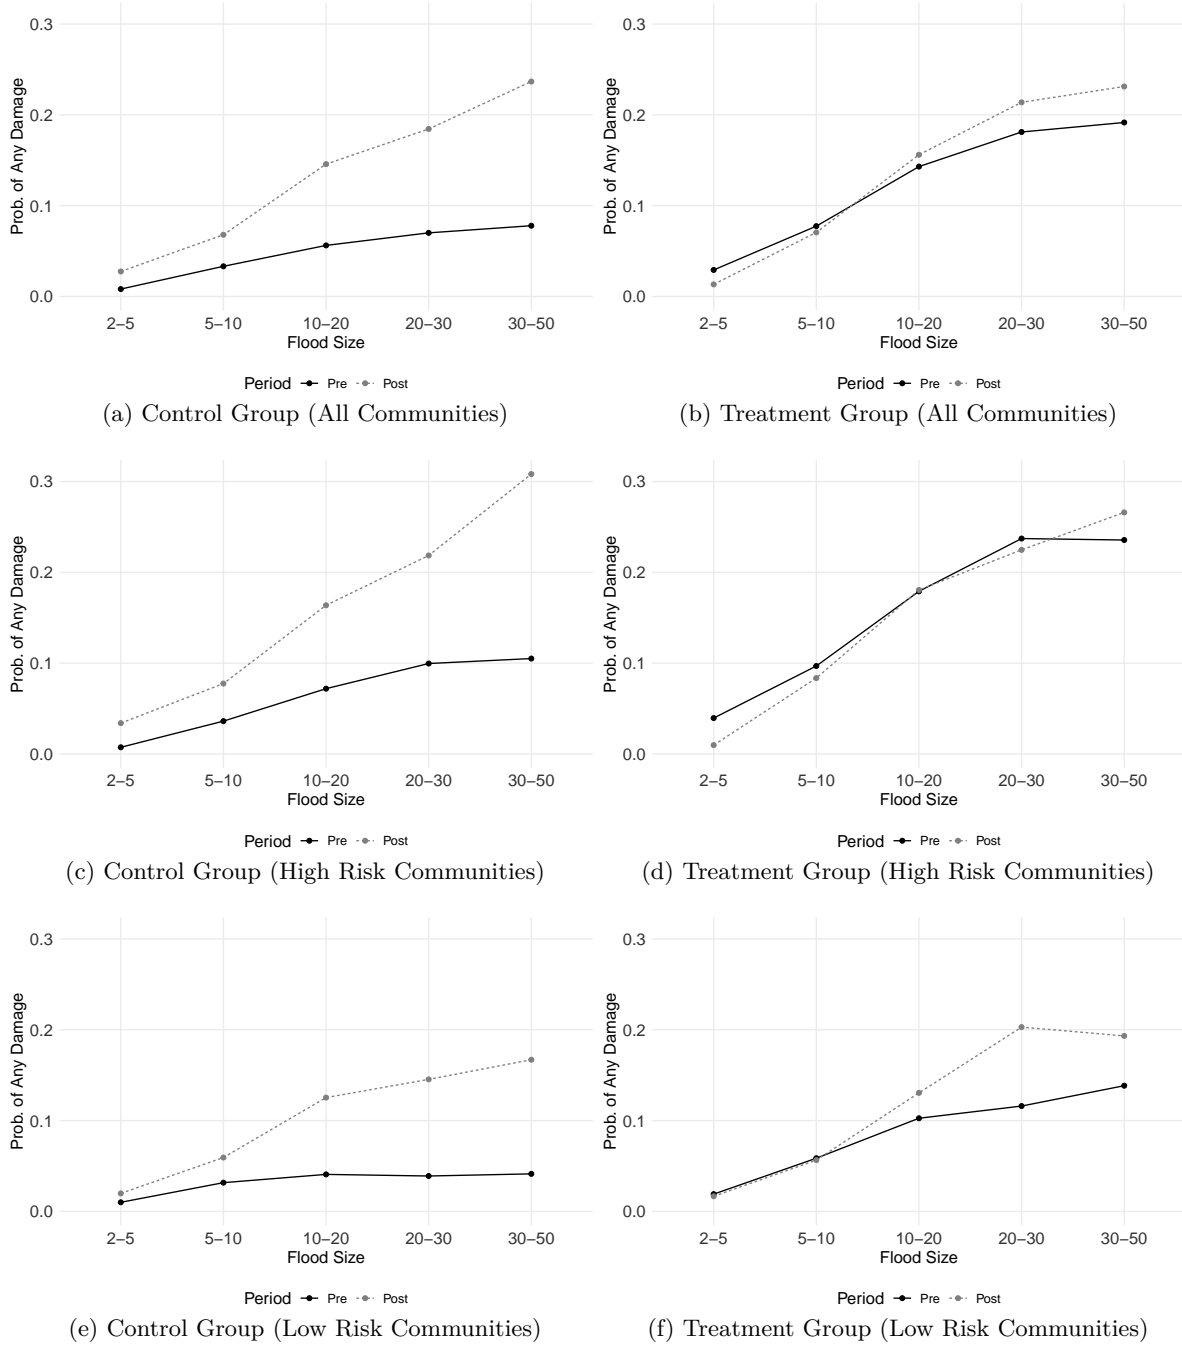 0.3
0.2
0.1
0.0
Prob. of Any Damage
2–5 5–10 10–20 20–30 30–50
Flood Size
Period Pre Post
(a) Control Group (All Communities)
0.3
0.2
0.1
0.0
Prob. of Any Damage
2–5 5–10 10–20 20–30 30–50
Flood Size
Period Pre Post
(b) Treatment Group (All Communities)
0.3
0.2
0.1
0.0
Prob. of Any Damage
2–5 5–10 10–20 20–30 30–50
Flood Size
Period Pre Post
(c) Control Group (High Risk Communities)
0.3
0.2
0.1
0.0
Prob. of Any Damage
2–5 5–10 10–20 20–30 30–50
Flood Size
Period Pre Post
(d) Treatment Group (High Risk Communities)
0.3
0.2
0.1
0.0
Prob. of Any Damage
2–5 5–10 10–20 20–30 30–50
Flood Size
Period Pre Post
(e) Control Group (Low Risk Communities)
0.3
0.2
0.1
0.0
Prob. of Any Damage
2–5 5–10 10–20 20–30 30–50
Flood Size
Period Pre Post
(f) Treatment Group (Low Risk Communities)